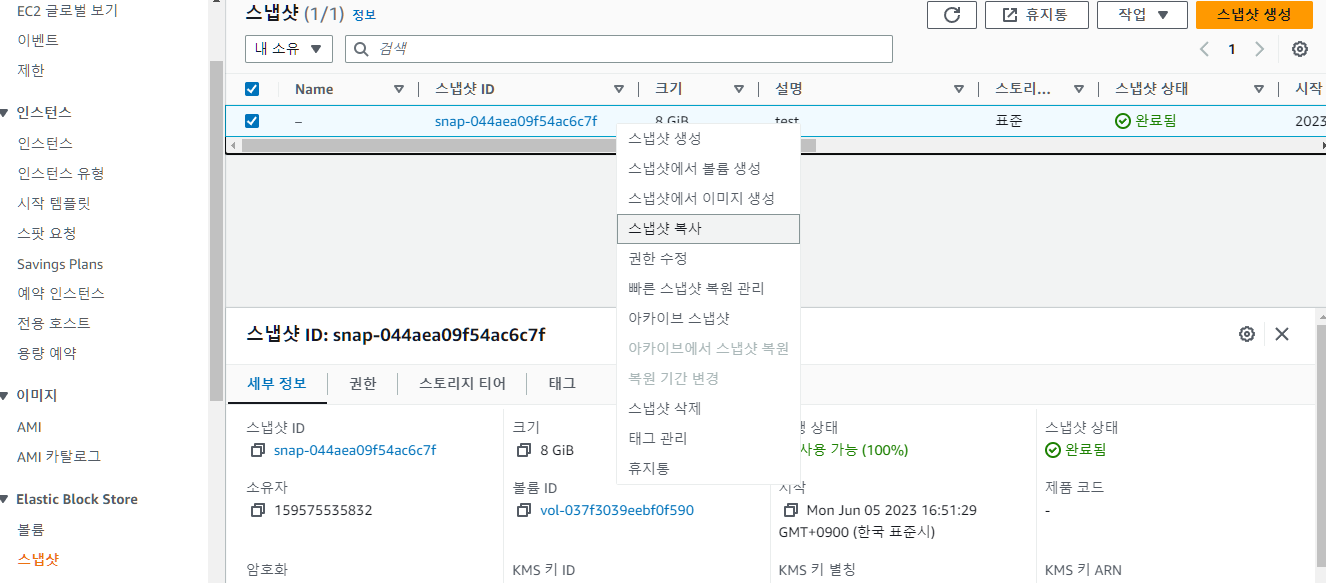 EC2 글로벌 보기
이벤트
제한
인스턴스
인스턴스
인스턴스 유형
시작 템플릿
스팟 요청
Savings Plans
예약 인스턴스
전용 호스트
용량 예약
이미지
AMI
AMI 카탈로그
Elastic Block Store
볼륨
스냅샷
스냅샷 (1/1) 정보
휴지통
작업
스냅샷 생성
내 소유
검색
1
Name 스냅샷 ID 크기 설명 스토리... 스냅샷 상태 시작
– snap-044aea09f54ac6c7f 8 GiB test 표준 완료됨 2023
스냅샷 생성
스냅샷에서 볼륨 생성
스냅샷에서 이미지 생성
스냅샷 복사
권한 수정
빠른 스냅샷 복원 관리
아카이브 스냅샷
아카이브에서 스냅샷 복원
복원 기간 변경
스냅샷 삭제
태그 관리
휴지통
스냅샷 ID: snap-044aea09f54ac6c7f
세부 정보 권한 스토리지 티어 태그
스냅샷 ID 크기 상태 스냅샷 상태
snap-044aea09f54ac6c7f 8 GiB 사용 가능 (100%) 완료됨
소유자 볼륨 ID 시작 제품 코드
159575535832 vol-037f3039eebf0f590 Mon Jun 05 2023 16:51:29 -
GMT+0900 (한국 표준시)
암호화 KMS 키 ID KMS 키 별칭 KMS 키 ARN